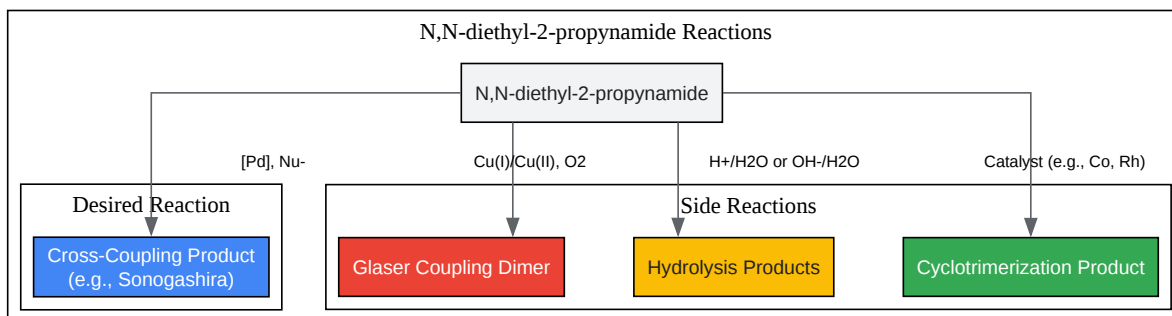 N,N-diethyl-2-propynamide Reactions
N,N-diethyl-2-propynamide
[Pd], Nu-
Cu(I)/Cu(II), O2
H+/H2O or OH-/H2O
Catalyst (e.g., Co, Rh)
Desired Reaction
Side Reactions
Cross-Coupling Product
(e.g., Sonogashira)
Glaser Coupling Dimer
Hydrolysis Products
Cyclotrimerization Product